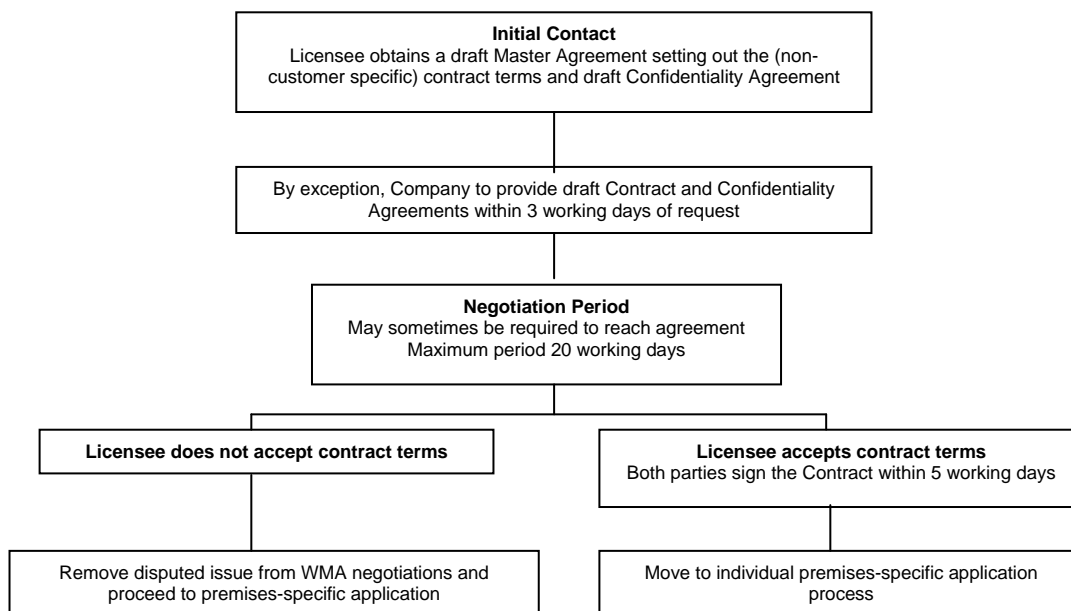 Initial Contact
Licensee obtains a draft Master Agreement setting out the (non-
customer specific) contract terms and draft Confidentiality Agreement
By exception, Company to provide draft Contract and Confidentiality
Agreements within 3 working days of request
Negotiation Period
May sometimes be required to reach agreement
Maximum period 20 working days
Licensee does not accept contract terms
Licensee accepts contract terms
Both parties sign the Contract within 5 working days
Remove disputed issue from WMA negotiations and
proceed to premises-specific application
Move to individual premises-specific application
process